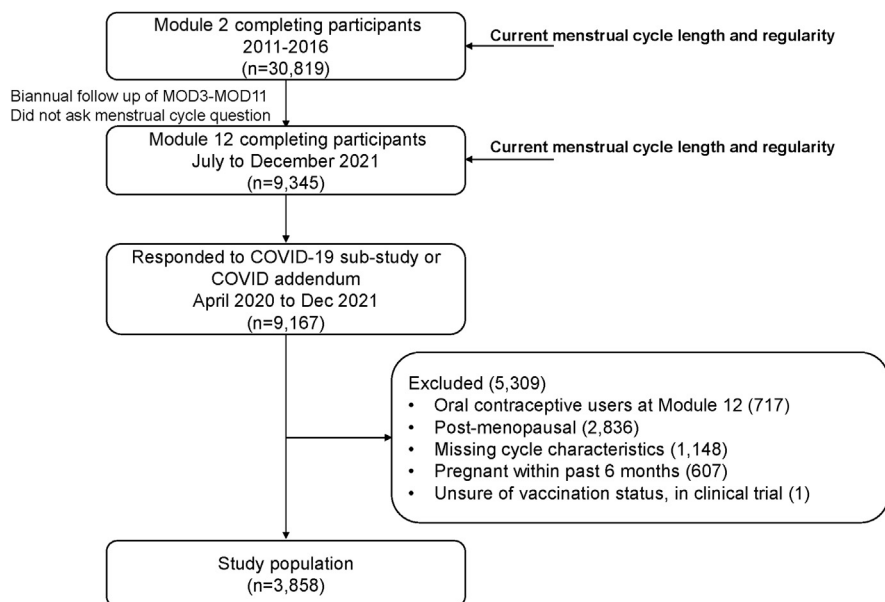 Module 2 completing participants
2011-2016
(n=30,819)
Current menstrual cycle length and regularity
Biannual follow up of MOD3-MOD11
Did not ask menstrual cycle question
Module 12 completing participants
July to December 2021
(n=9,345)
Current menstrual cycle length and regularity
Responded to COVID-19 sub-study or
COVID addendum
April 2020 to Dec 2021
(n=9,167)
Excluded (5,309)
• Oral contraceptive users at Module 12 (717)
• Post-menopausal (2,836)
• Missing cycle characteristics (1,148)
• Pregnant within past 6 months (607)
• Unsure of vaccination status, in clinical trial (1)
Study population
(n=3,858)